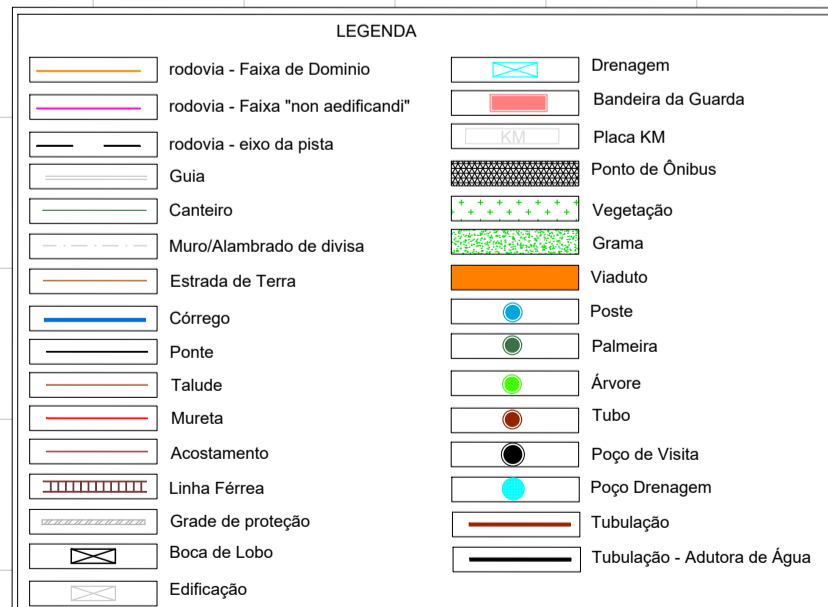 LEGENDA
rodovia - Faixa de Dominio
rodovia - Faixa "non aedificandi"
rodovia - eixo da pista
Guia
Canteiro
Muro/Alambrado de divisa
Estrada de Terra
Córrego
Ponte
Talude
Mureta
Acostamento
Linha Férrea
Grade de proteção
Boca de Lobo
Edificação
Drenagem
Bandeira da Guarda
KM Placa KM
Ponto de Ônibus
Vegetação
Grama
Viaduto
Poste
Palmeira
Árvore
Tubo
Poço de Visita
Poço Drenagem
Tubulação
Tubulação - Adutora de Água